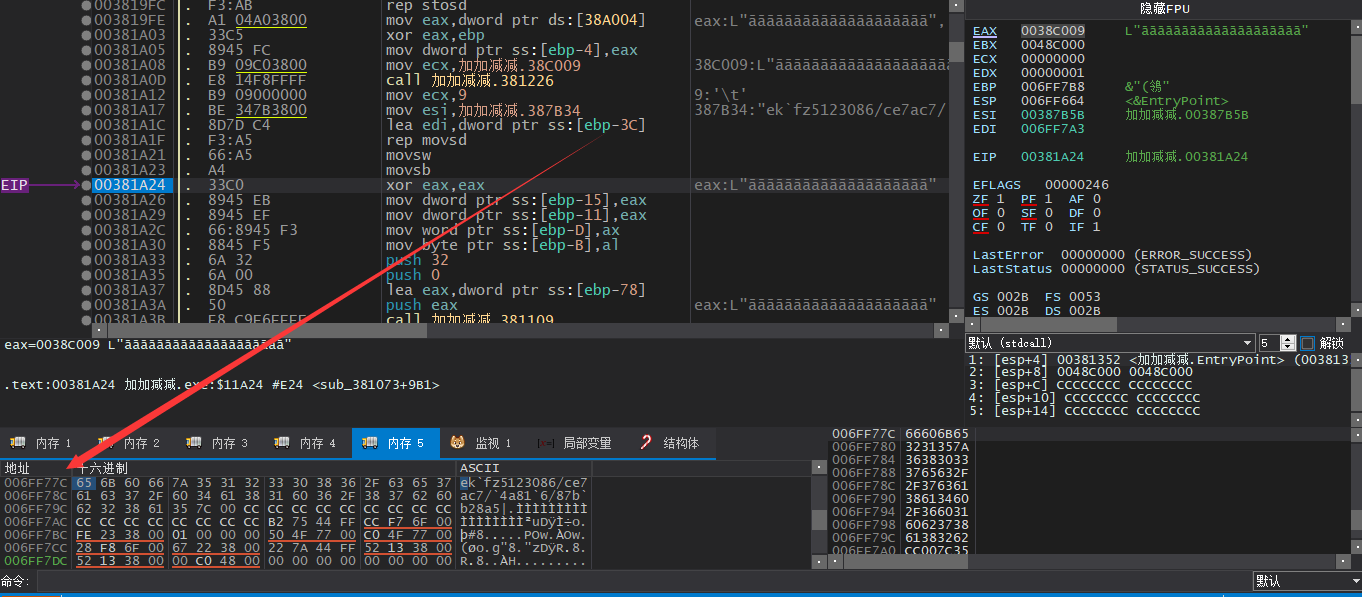 003819FC . F3:AB rep stosd
003819FE . A1 04A03800 mov eax,dword ptr ds:[38A004] eax:L"ãããããããããããããããããããã",
00381A03 . 33C5 xor eax,ebp
00381A05 . 8945 FC mov dword ptr ss:[ebp-4],eax
00381A08 . B9 09C03800 mov ecx,加加减减.38C009
00381A0D . E8 14F8FFFF call 加加减减.381226
00381A12 . B9 09000000 mov ecx,9 9:'\t'
00381A17 . BE 347B3800 mov esi,加加减减.387B34 387B34:"ek`fz5123086/ce7ac7/
00381A1C . 8D7D C4 lea edi,dword ptr ss:[ebp-3C]
00381A1F . F3:A5 rep movsd
00381A21 . 66:A5 movsw
00381A23 . A4 movsb
EIP 00381A24 . 33C0 xor eax,eax
00381A26 . 8945 EB mov dword ptr ss:[ebp-15],eax
00381A29 . 8945 EF mov dword ptr ss:[ebp-11],eax
00381A2C . 66:8945 F3 mov word ptr ss:[ebp-D],ax
00381A30 . 8845 F5 mov byte ptr ss:[ebp-B],al
00381A33 . 6A 32 push 32
00381A35 . 6A 00 push 0
00381A37 . 8D45 88 lea eax,dword ptr ss:[ebp-78]
00381A3A . 50 push eax
00381A3B . E8 C9F6FFFF call 加加减减.381109
隐藏FPU
EAX 0038C009
EBX 0048C000
ECX 00000000
EDX 00000001
EBP 006FF7B8 &"(鴒"
ESP 006FF664 <&EntryPoint>
ESI 00387B5B 加加减减.00387B5B
EDI 006FF7A3
EIP 00381A24 加加减减.00381A24
EFLAGS 00000246
ZF 1 PF 1 AF 0
OF 0 SF 0 DF 0
CF 0 TF 0 IF 1
LastError 00000000 (ERROR_SUCCESS)
LastStatus 00000000 (STATUS_SUCCESS)
GS 002B FS 0053
ES 002B DS 002B
.text:00381A24 加加减减.exe:$11A24 #E24 <sub_381073+9B1>
默认 (stdcall) 5 解锁
1: [esp+4] 00381352 <加加减减.EntryPoint> (003813
2: [esp+8] 0048C000 0048C000
3: [esp+C] CCCCCCCC CCCCCCCC
4: [esp+10] CCCCCCCC CCCCCCCC
5: [esp+14] CCCCCCCC CCCCCCCC
内存 1 内存 2 内存 3 内存 4 内存 5 监视 1 局部变量 结构体
地址 十六进制 ASCII
006FF77C 65 6B 60 66 7A 35 31 32 33 30 38 36 2F 63 65 37 ek`fz5123086/ce7
006FF78C 61 63 37 2F 60 34 61 38 31 60 36 2F 38 37 62 60 ac7/`4a81`6/87b`
006FF79C 62 32 38 61 35 7C 00 CC CC CC CC CC CC CC CC CC b28a5|.ÌÌÌÌÌÌÌÌÌ
006FF7AC CC CC CC CC CC CC CC CC B2 75 44 FF CC F7 6F 00 ÌÌÌÌÌÌÌÌ²uDÿÌ÷o.
006FF7BC FE 23 38 00 01 00 00 00 50 4F 77 00 C0 4F 77 00 þ#8.....POw.ÀOw.
006FF7CC 28 F8 6F 00 67 22 38 00 22 7A 44 FF 52 13 38 00 (øo.g"8."zDÿR.8.
006FF7DC 52 13 38 00 00 C0 48 00 00 00 00 00 00 00 00 00 R.8..ÀH.........
006FF77C 66606B65
006FF780 3231357A
006FF784 36383033
006FF788 3765632F
006FF78C 2F376361
006FF790 38613460
006FF794 2F366031
006FF798 60623738
006FF79C 61383262
006FF7A0 CC007C35
命令: 默认